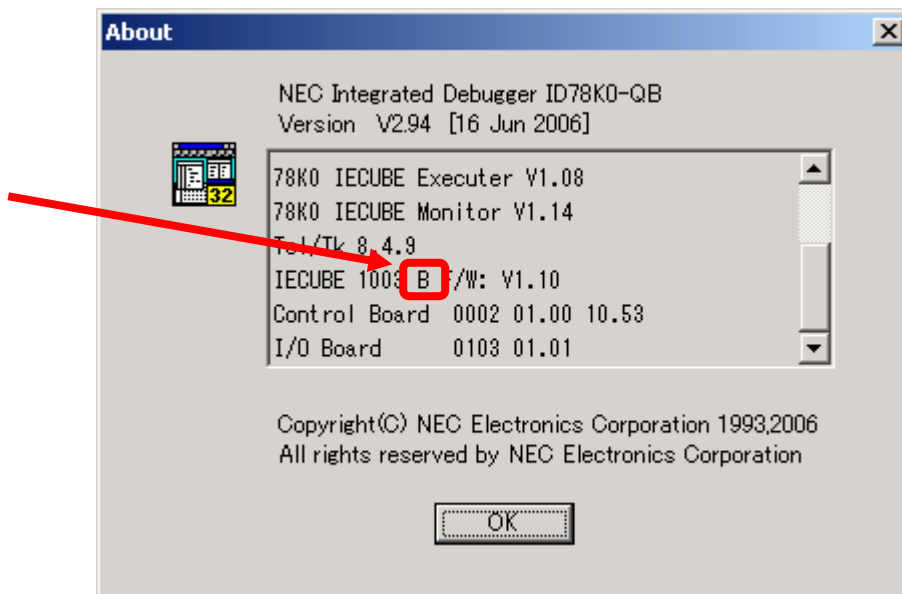 About
NEC Integrated Debugger ID78K0-QB
Version V2.94 [16 Jun 2006]
32
78K0 IECUBE Executer V1.08
78K0 IECUBE Monitor V1.14
Tcl/Tk 8.4.9
IECUBE 1003 B F/W: V1.10
Control Board 0002 01.00 10.53
I/O Board 0103 01.01
Copyright(C) NEC Electronics Corporation 1993,2006
All rights reserved by NEC Electronics Corporation
OK